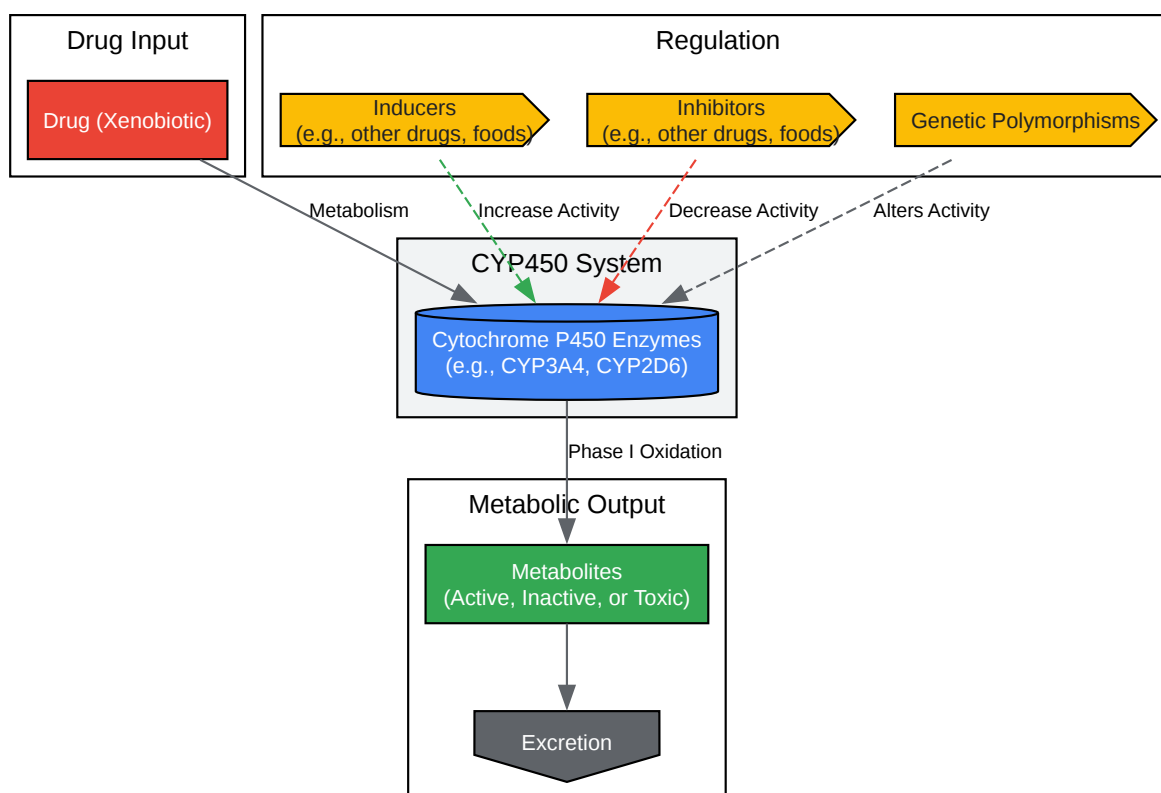 Drug Input
Regulation
Drug (Xenobiotic)
Inducers
(e.g., other drugs, foods)
Inhibitors
(e.g., other drugs, foods)
Genetic Polymorphisms
Metabolism
Increase Activity
Decrease Activity
Alters Activity
CYP450 System
Cytochrome P450 Enzymes
(e.g., CYP3A4, CYP2D6)
Phase I Oxidation
Metabolic Output
Metabolites
(Active, Inactive, or Toxic)
Excretion